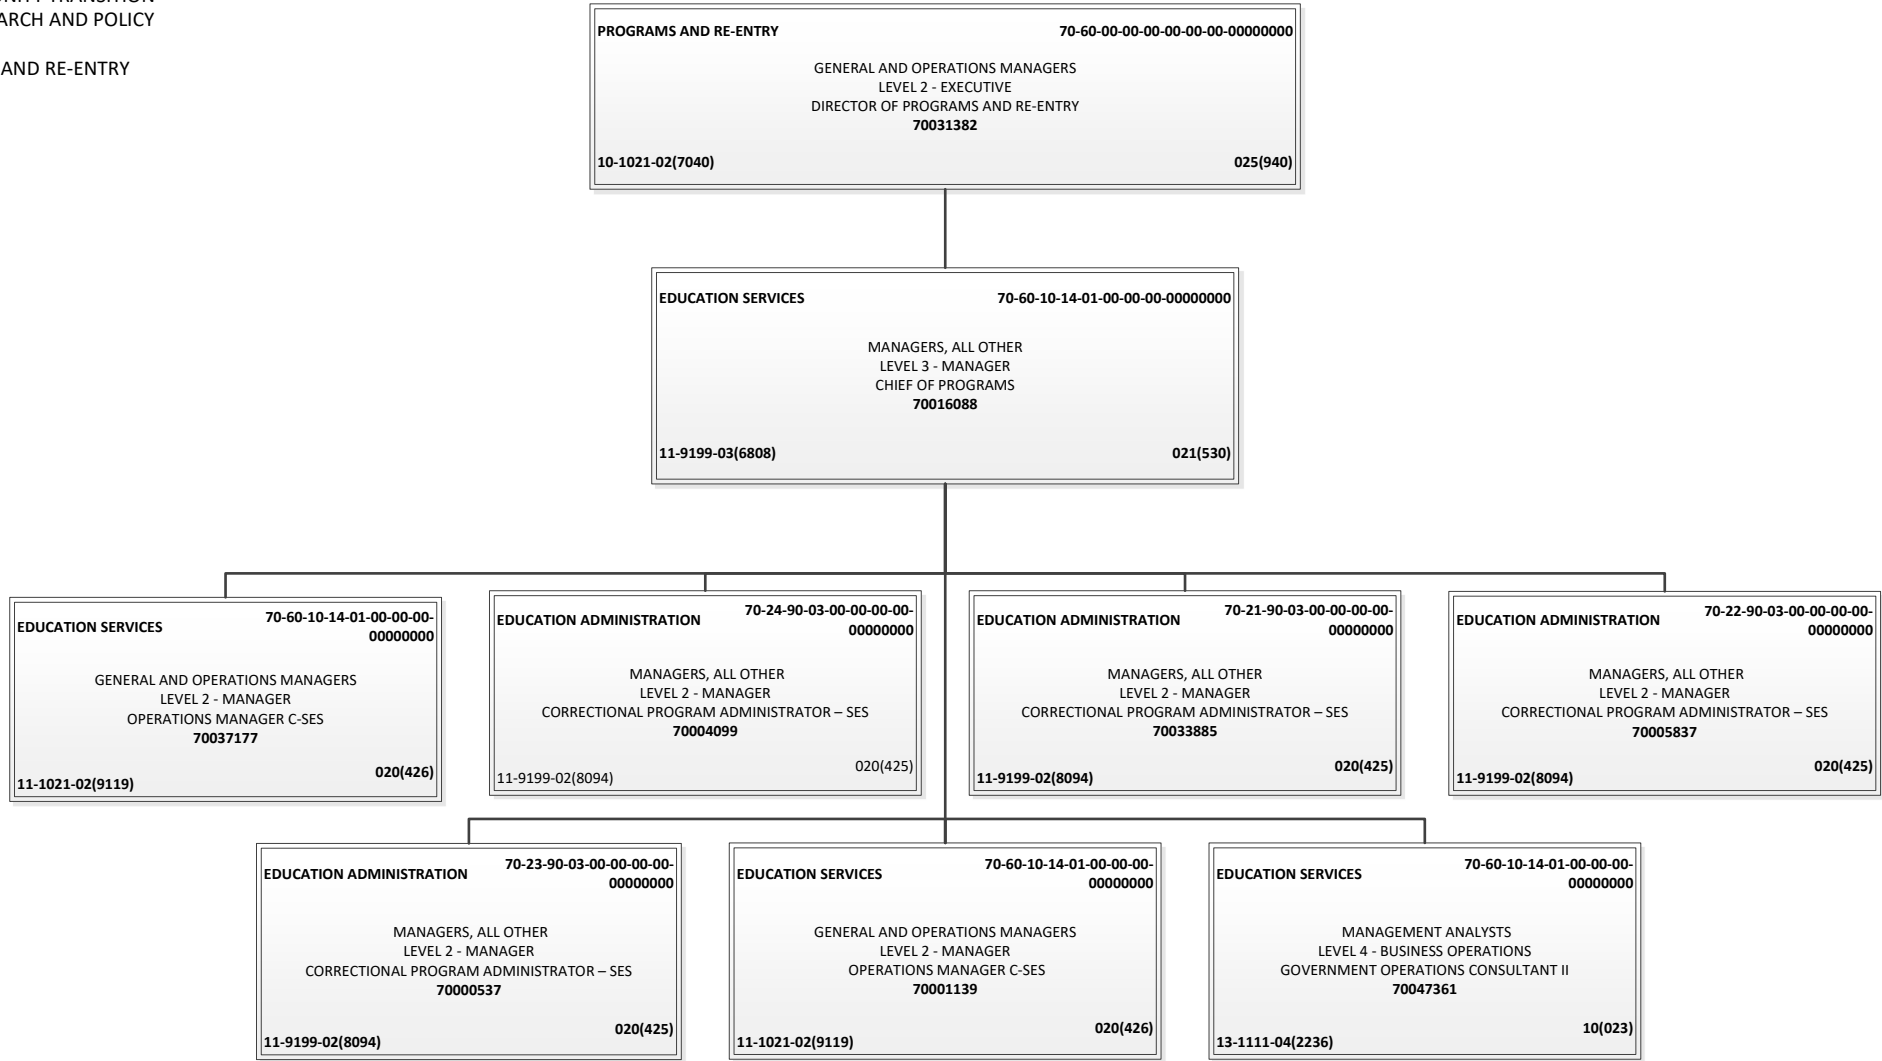 ARCH AND POLICY
AND RE-ENTRY
PROGRAMS AND RE-ENTRY 70-60-00-00-00-00-00-00000000
GENERAL AND OPERATIONS MANAGERS
LEVEL 2 - EXECUTIVE
DIRECTOR OF PROGRAMS AND RE-ENTRY
70031382
10-1021-02(7040) 025(940)
EDUCATION SERVICES 70-60-10-14-01-00-00-00-00000000
MANAGERS, ALL OTHER
LEVEL 3 - MANAGER
CHIEF OF PROGRAMS
70016088
11-9199-03(6808) 021(530)
EDUCATION SERVICES 70-60-10-14-01-00-00-00-
00000000
GENERAL AND OPERATIONS MANAGERS
LEVEL 2 - MANAGER
OPERATIONS MANAGER C-SES
70037177
020(426)
11-1021-02(9119)
EDUCATION ADMINISTRATION 70-24-90-03-00-00-00-00-
00000000
MANAGERS, ALL OTHER
LEVEL 2 - MANAGER
CORRECTIONAL PROGRAM ADMINISTRATOR – SES
70004099
020(425)
11-9199-02(8094)
EDUCATION ADMINISTRATION 70-21-90-03-00-00-00-00-
00000000
MANAGERS, ALL OTHER
LEVEL 2 - MANAGER
CORRECTIONAL PROGRAM ADMINISTRATOR – SES
70033885
020(425)
11-9199-02(8094)
EDUCATION ADMINISTRATION 70-22-90-03-00-00-00-00-
00000000
MANAGERS, ALL OTHER
LEVEL 2 - MANAGER
CORRECTIONAL PROGRAM ADMINISTRATOR – SES
70005837
020(425)
11-9199-02(8094)
EDUCATION ADMINISTRATION 70-23-90-03-00-00-00-00-
00000000
MANAGERS, ALL OTHER
LEVEL 2 - MANAGER
CORRECTIONAL PROGRAM ADMINISTRATOR – SES
70000537
020(425)
11-9199-02(8094)
EDUCATION SERVICES 70-60-10-14-01-00-00-00-
00000000
GENERAL AND OPERATIONS MANAGERS
LEVEL 2 - MANAGER
OPERATIONS MANAGER C-SES
70001139
020(426)
11-1021-02(9119)
EDUCATION SERVICES 70-60-10-14-01-00-00-00-
00000000
MANAGEMENT ANALYSTS
LEVEL 4 - BUSINESS OPERATIONS
GOVERNMENT OPERATIONS CONSULTANT II
70047361
10(023)
13-1111-04(2236)